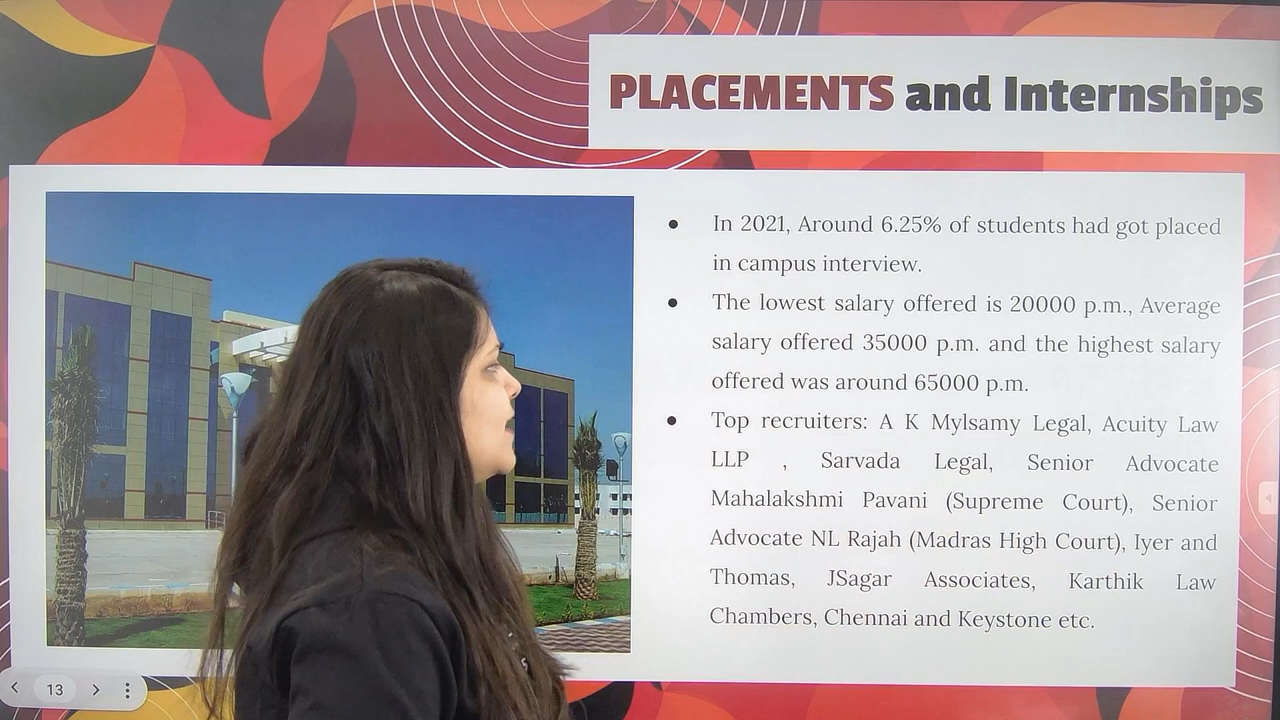 PLACEMENTS and Internships
● In 2021, Around 6.25% of students had got placed
in campus interview.
● The lowest salary offered is 20000 p.m., Average
salary offered 35000 p.m. and the highest salary
offered was around 65000 p.m.
● Top recruiters: A K Mylsamy Legal, Acuity Law
LLP , Sarvada Legal, Senior Advocate
Mahalakshmi Pavani (Supreme Court), Senior
Advocate NL Rajah (Madras High Court), Iyer and
Thomas, JSagar Associates, Karthik Law
Chambers, Chennai and Keystone etc.
13